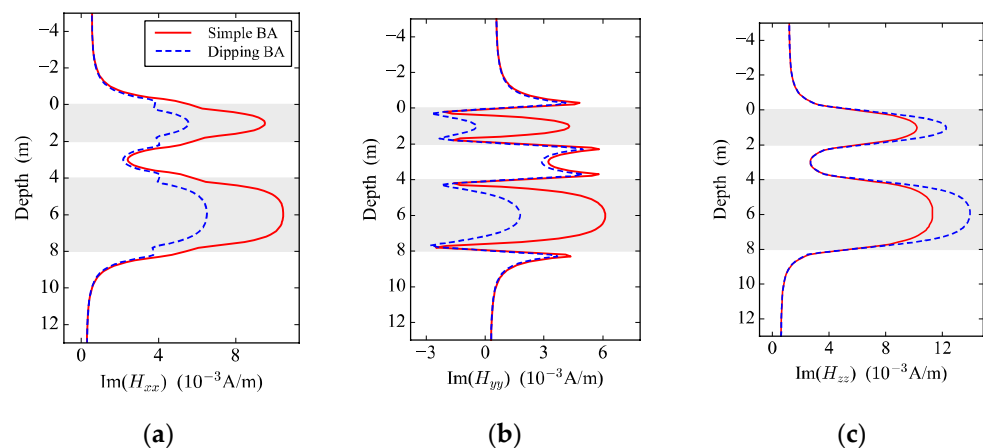 −4
−2
0
2
4
6
8
10
12
Depth (m)
Simple BA
Dipping BA
0 4 8
Im(Hxx) (10−3A/m)
(a)
−4
−2
0
2
4
6
8
10
12
Depth (m)
−3 0 3 6
Im(Hyy) (10−3A/m)
(b)
−4
−2
0
2
4
6
8
10
12
Depth (m)
0 4 8 12
Im(Hzz) (10−3A/m)
(c)